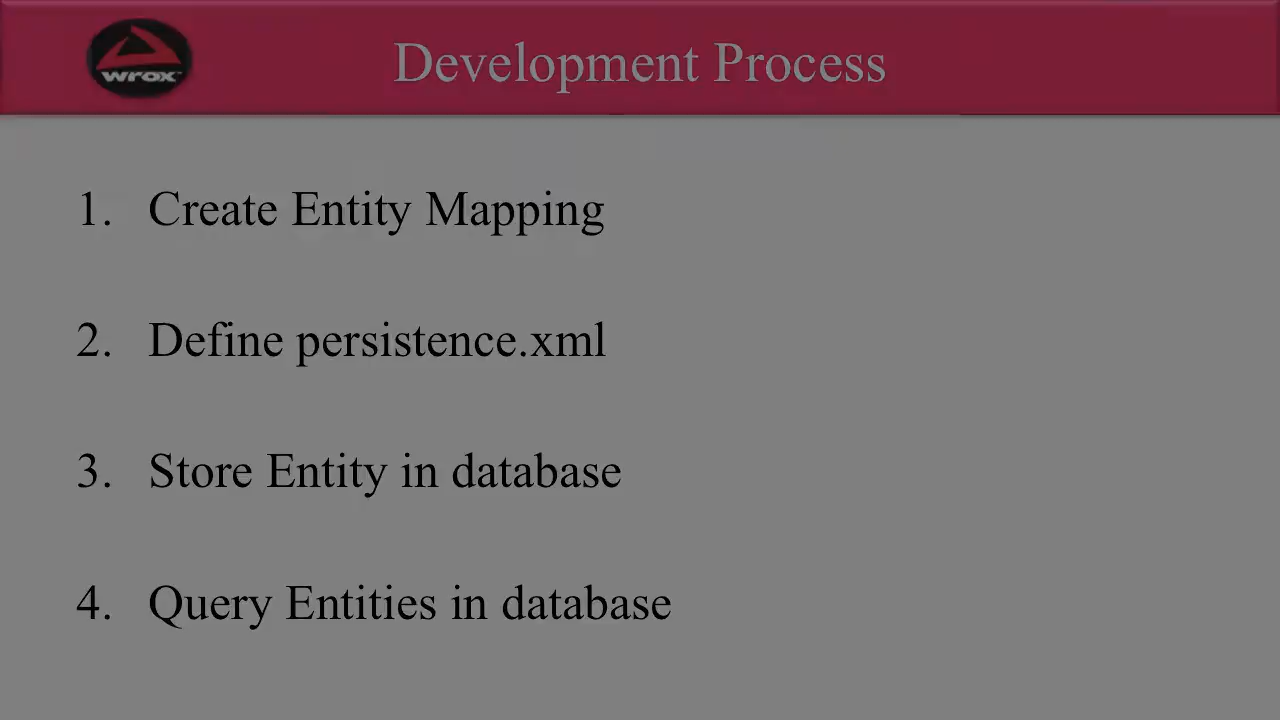 wrox™
Development Process
1. Create Entity Mapping
2. Define persistence.xml
3. Store Entity in database
4. Query Entities in database